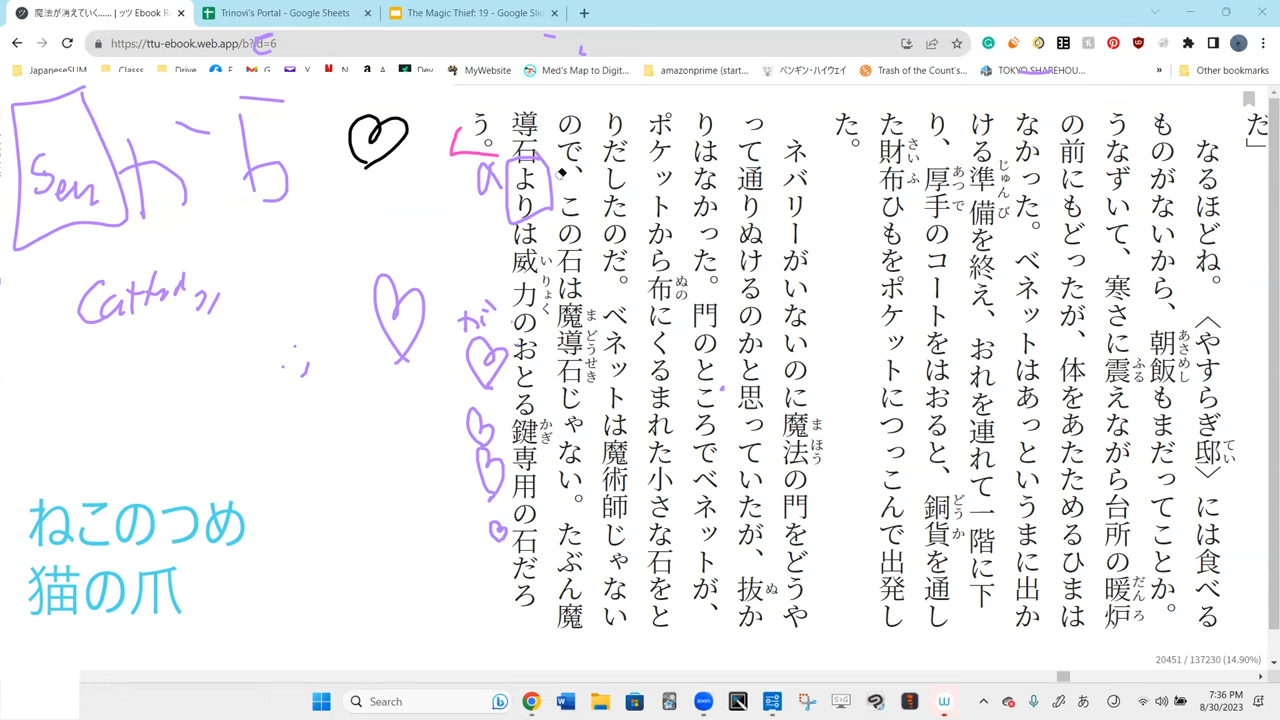 魔法が消えていく...... | ッツ Ebook R
Trinovi's Portal - Google Sheets
The Magic Thief: 19 - Google Sli
https://ttu-ebook.web.app/b?id=6
JapaneseSUM
Classs
Drive
MyWebsite
Med's Map to Digitati...
amazonprime (start...
ペンギン・ハイウェイ
Trash of the Count's...
TOKYO SHAREHOU...
Other bookmarks
た」
なるほどね。〈やすらぎ邸〉には食べる
ものがないから、朝飯もまだってことか。
うなずいて、寒さに震えながら台所の暖炉
の前にもどったが、体をあたためるひまは
なかった。ベネットはあっというまに出か
ける準備を終え、おれを連れて一階に下
り、厚手のコートをはおると、銅貨を通し
た財布ひもをポケットにつっこんで出発し
た。
ネバリーがいないのに魔法の門をどうや
って通りぬけるのかと思っていたが、抜か
りはなかった。門のところでベネットが、
ポケットから布にくるまれた小さな石をと
りだしたのだ。ベネットは魔術師じゃない
ので、この石は魔導石じゃない。たぶん魔
導石よりは威力のおとる鍵専用の石だろ
う。
Sen
が
ねこのつめ
猫の爪
20451 / 137230 (14.90%)
Search
7:36 PM
8/30/2023